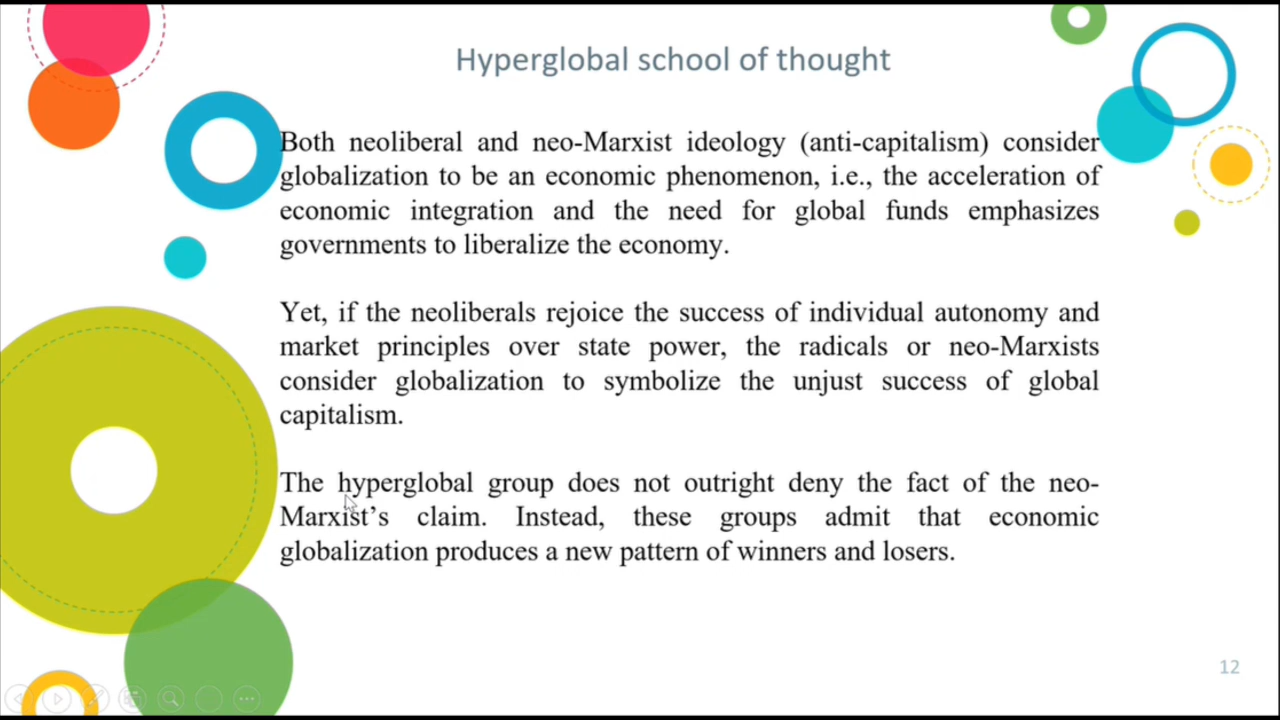 Hyperglobal school of thought
Both neoliberal and neo-Marxist ideology (anti-capitalism) consider
globalization to be an economic phenomenon, i.e., the acceleration of
economic integration and the need for global funds emphasizes
governments to liberalize the economy.
Yet, if the neoliberals rejoice the success of individual autonomy and
market principles over state power, the radicals or neo-Marxists
consider globalization to symbolize the unjust success of global
capitalism.
The hyperglobal group does not outright deny the fact of the neo-
Marxist’s claim. Instead, these groups admit that economic
globalization produces a new pattern of winners and losers.
12